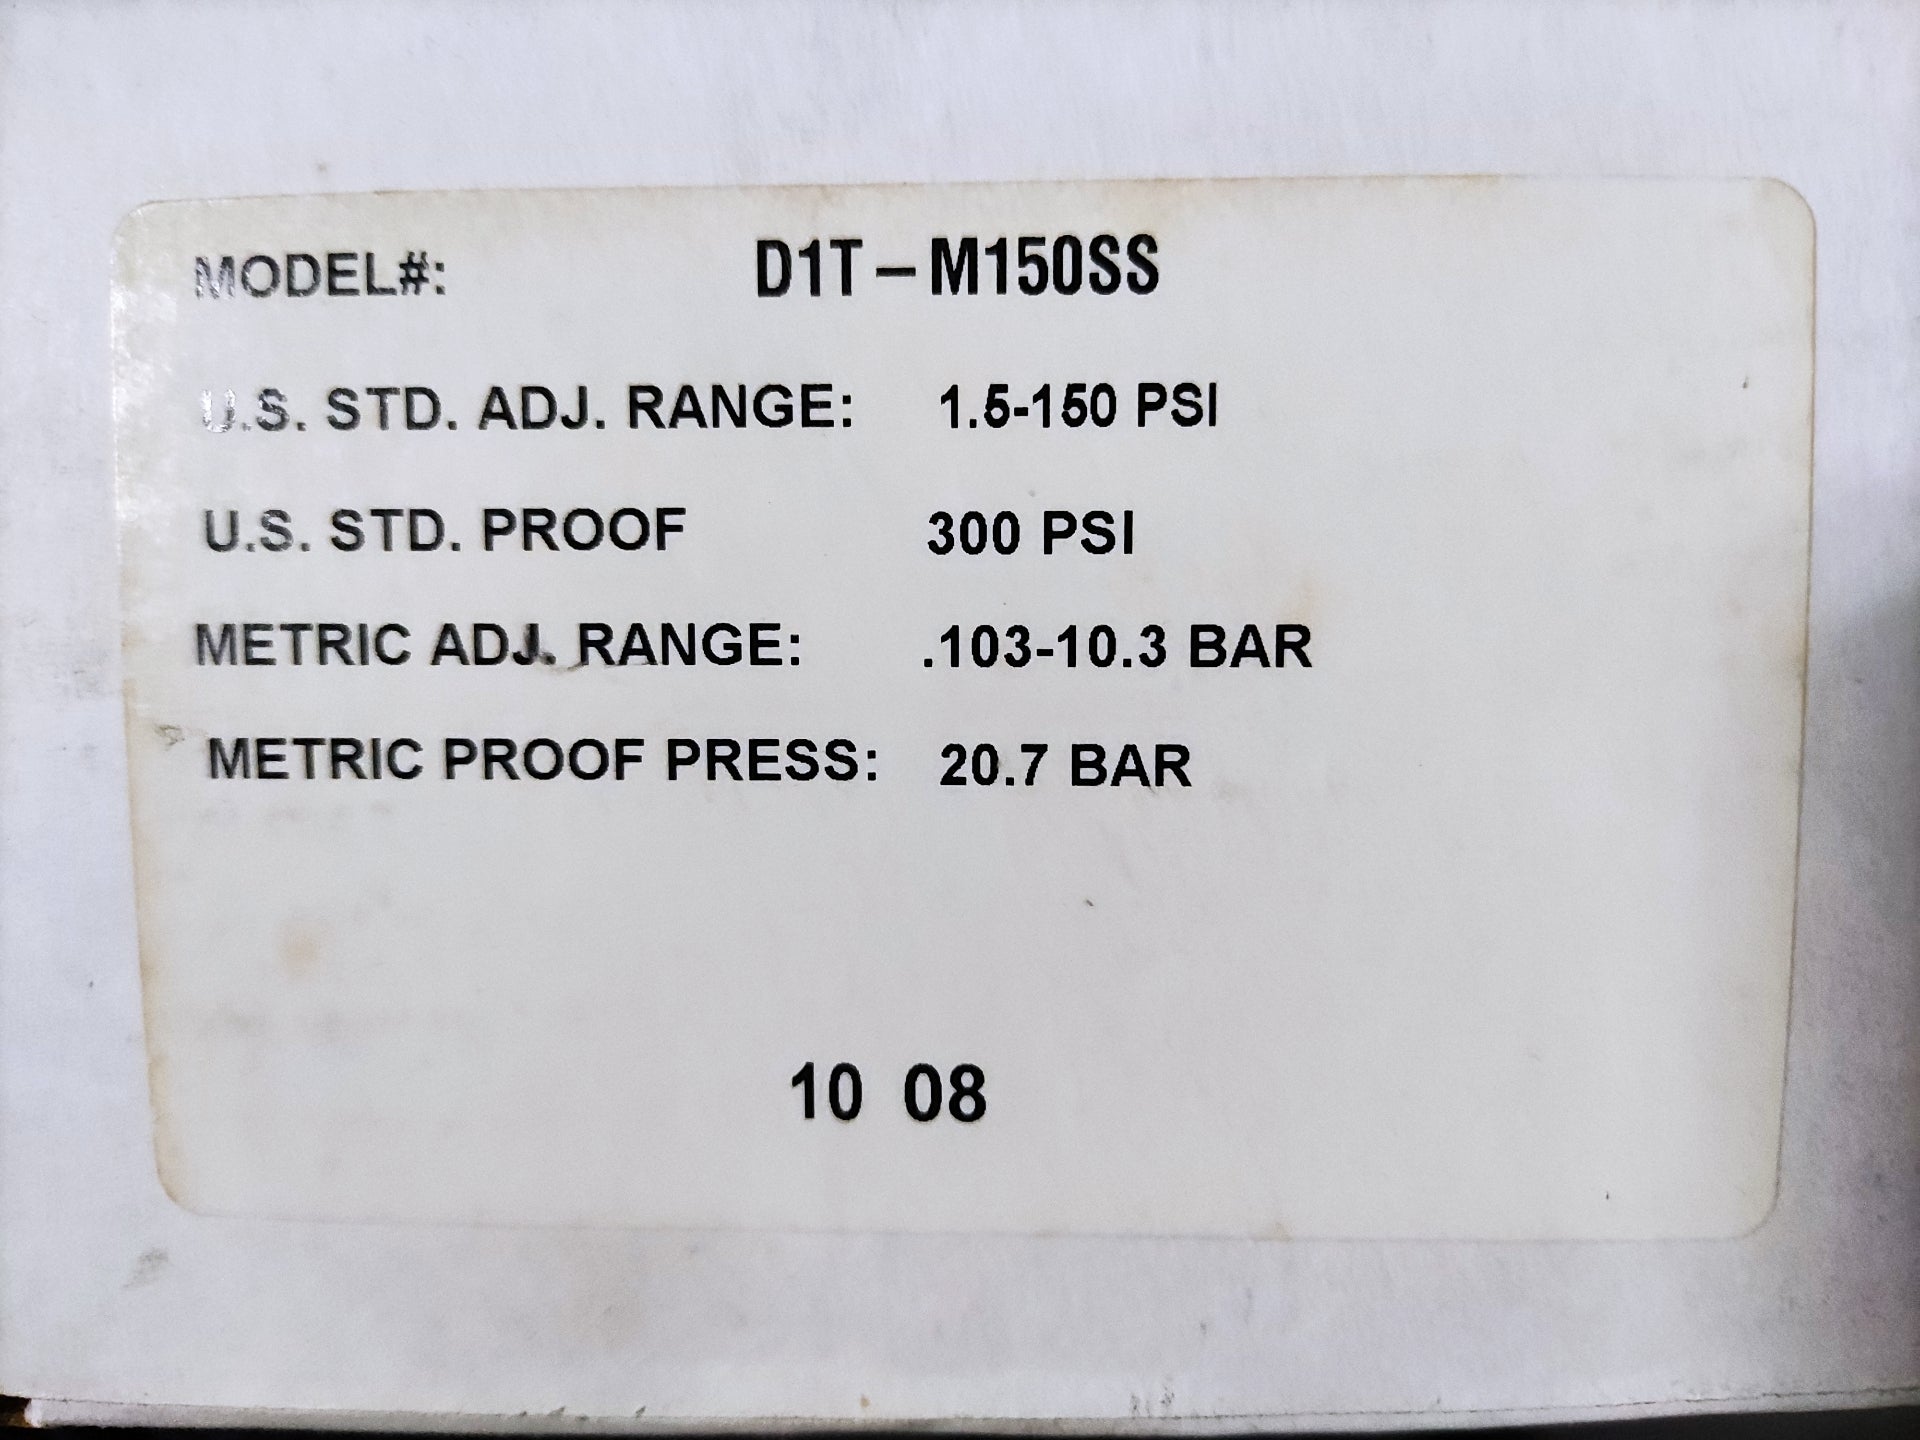 MODEL#: D1T – M150SS
U.S. STD. ADJ. RANGE: 1.5-150 PSI
U.S. STD. PROOF 300 PSI
METRIC ADJ. RANGE: .103-10.3 BAR
METRIC PROOF PRESS: 20.7 BAR
10 08